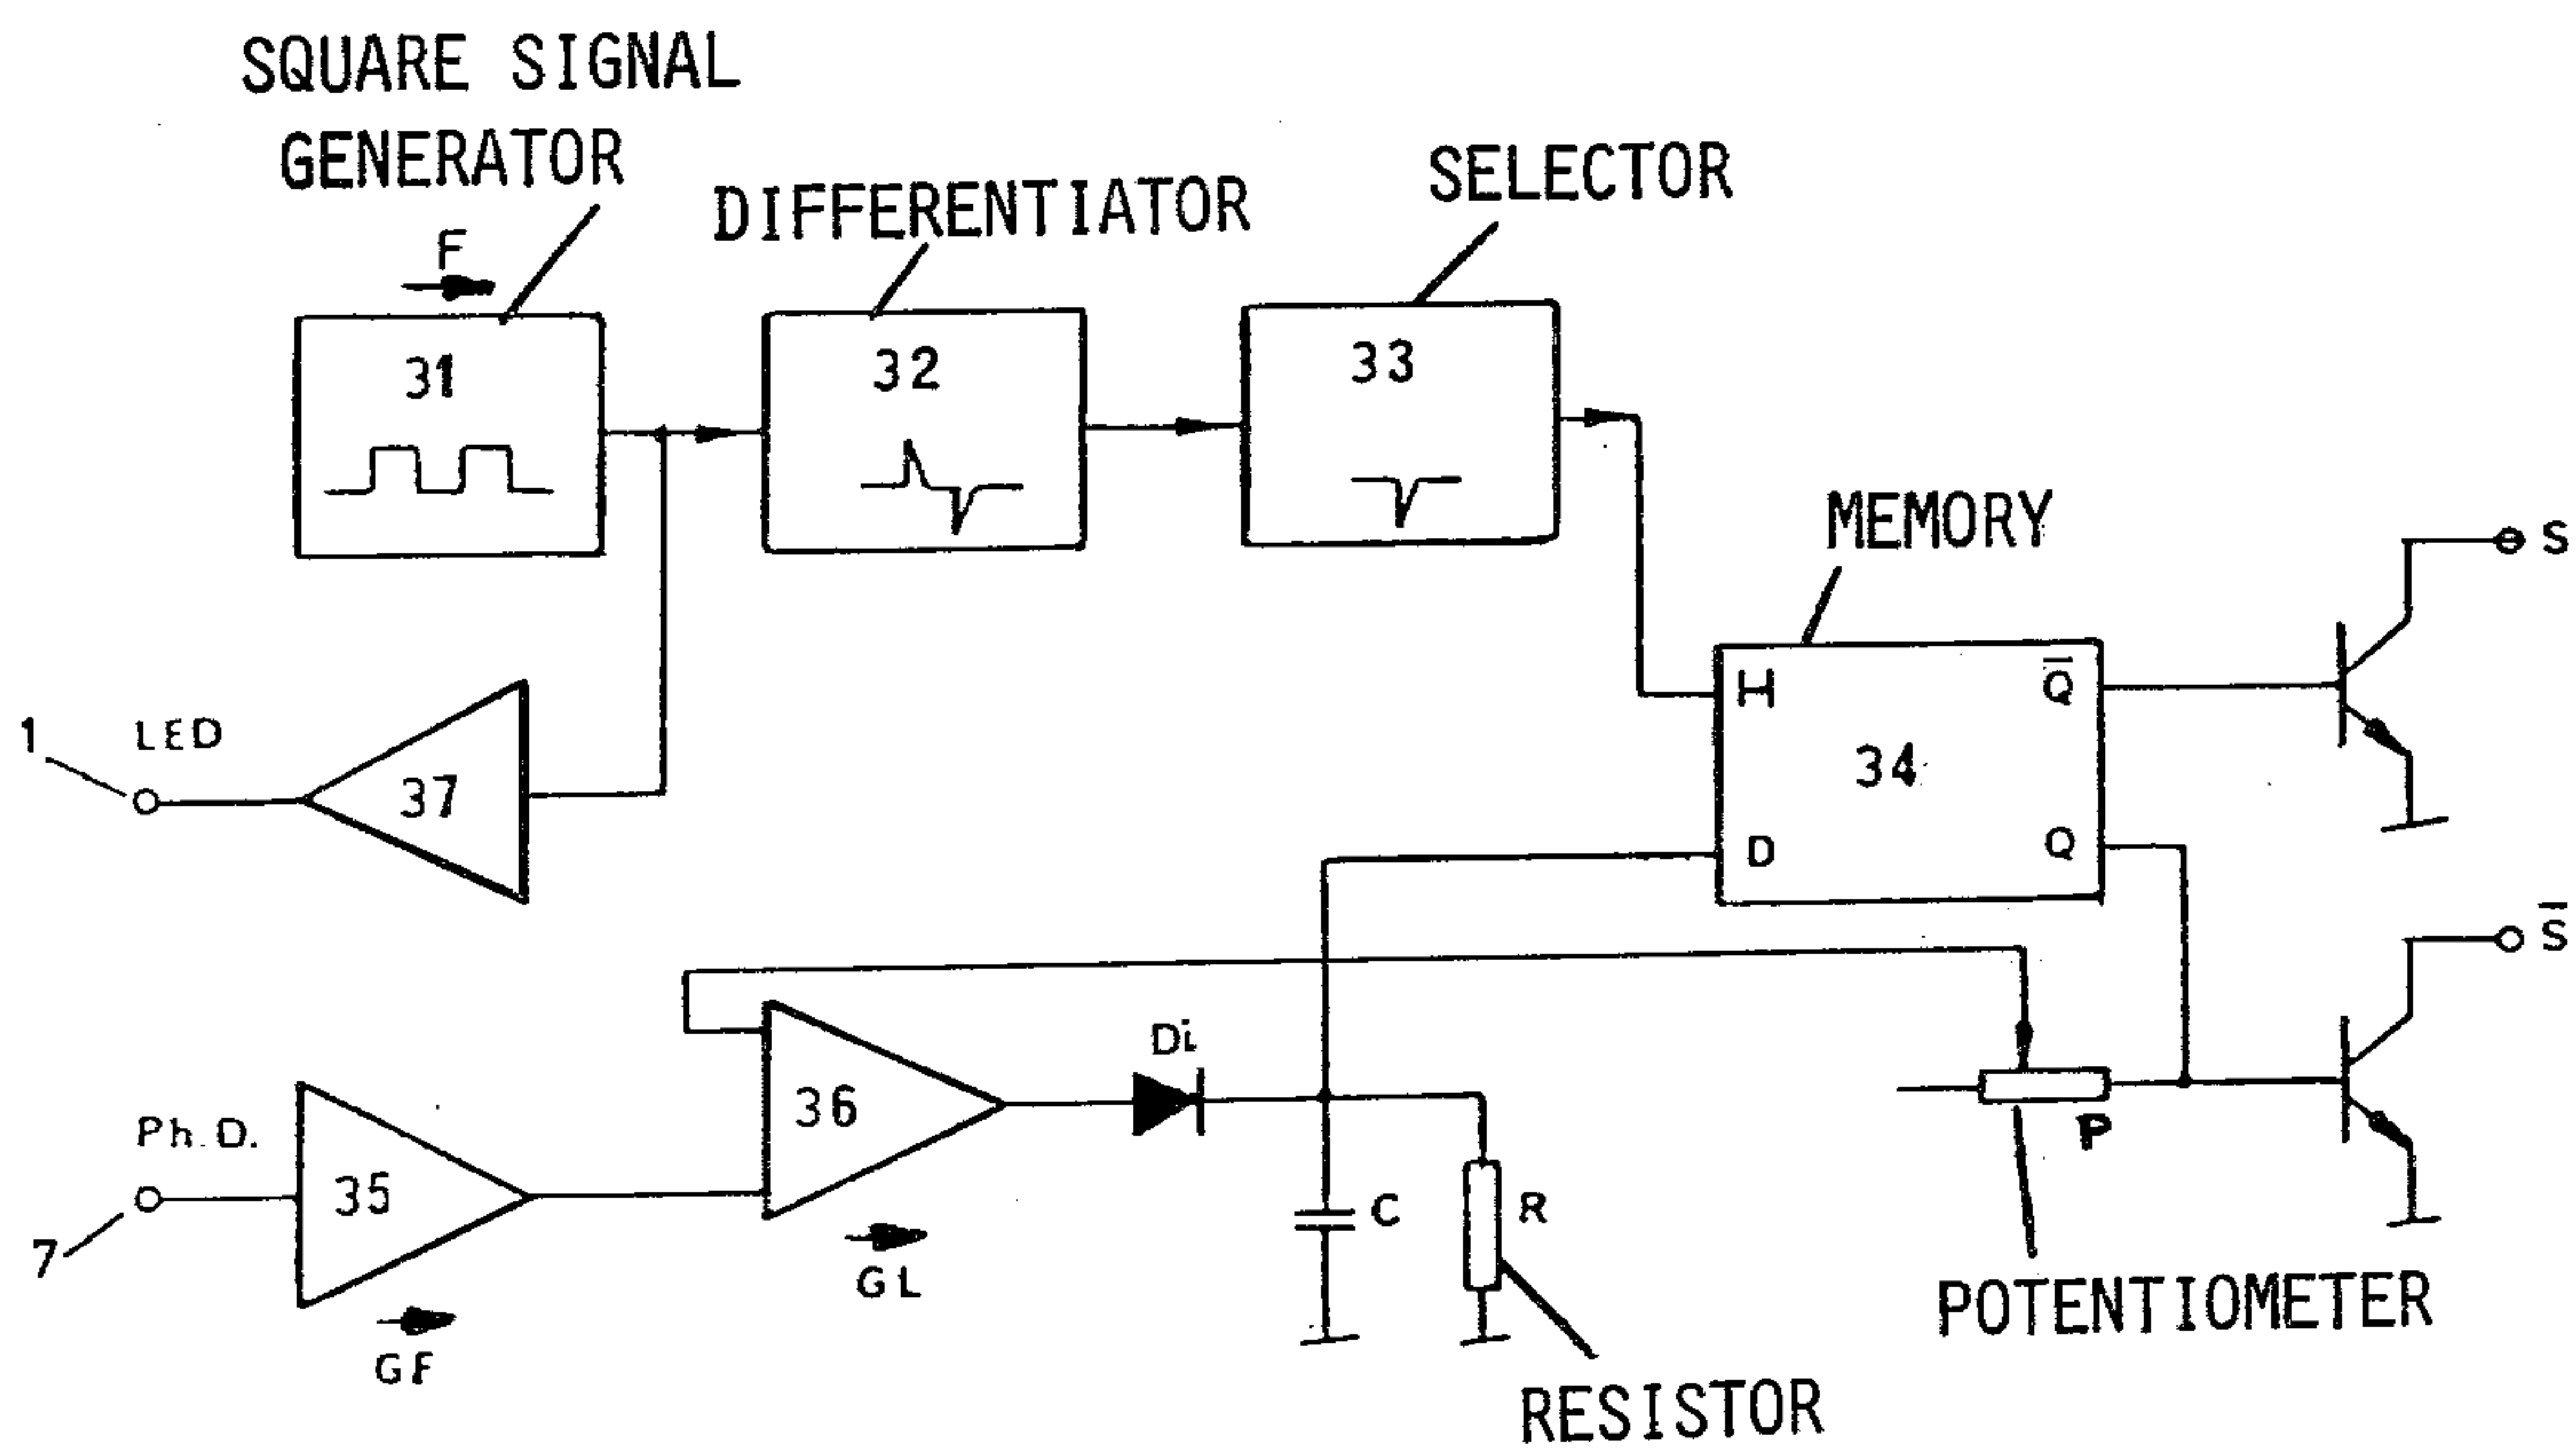 SQUARE SIGNAL
GENERATOR
F
DIFFERENTIATOR
SELECTOR
31
32
33
MEMORY
S
H
Q̅
34
D
Q
1
LED
37
S̅
Di
36
Ph.D.
35
7
GF
GL
C
R
P
POTENTIOMETER
RESISTOR